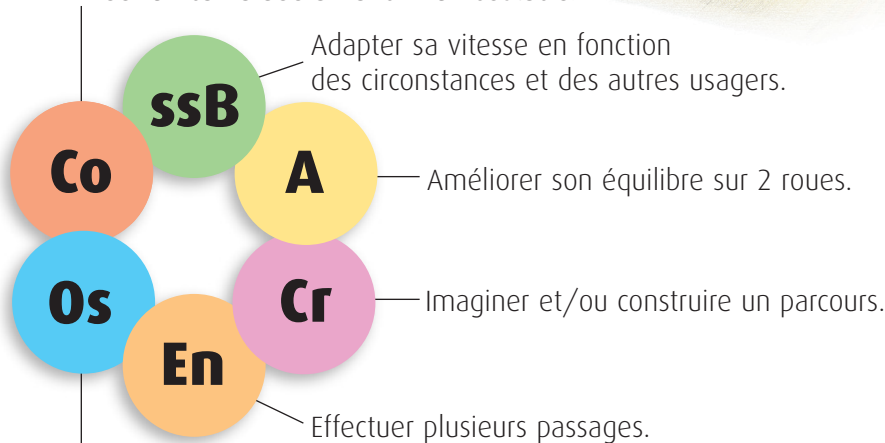 Adapter sa vitesse en fonction
des circonstances et des autres usagers.
ssB
Co
A
Améliorer son équilibre sur 2 roues.
Os
Cr
Imaginer et/ou construire un parcours.
En
Effectuer plusieurs passages.